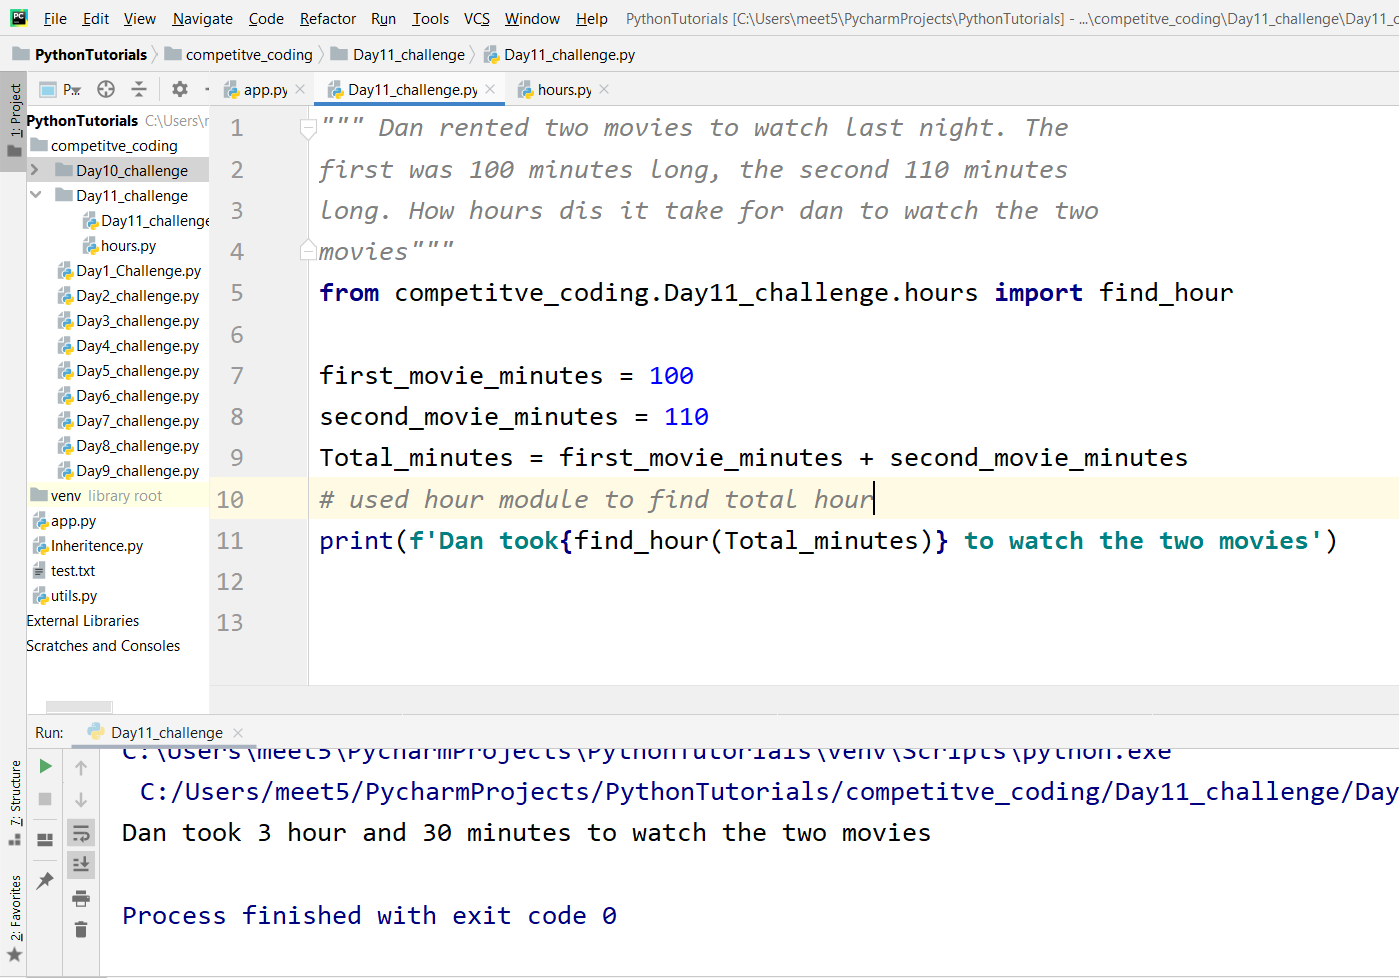 File Edit View Navigate Code Refactor Run Tools VCS Window Help PythonTutorials [C:\Users\meet5\PycharmProjects\PythonTutorials] - ...\competitve_coding\Day11_challenge\Day11_c
PythonTutorials competitve_coding Day11_challenge Day11_challenge.py
1: Project
P... app.py Day11_challenge.py hours.py
PythonTutorials C:\Users\r
competitve_coding
Day10_challenge
Day11_challenge
Day11_challenge
hours.py
Day1_Challenge.py
Day2_challenge.py
Day3_challenge.py
Day4_challenge.py
Day5_challenge.py
Day6_challenge.py
Day7_challenge.py
Day8_challenge.py
Day9_challenge.py
venv library root
app.py
Inheritence.py
test.txt
utils.py
External Libraries
Scratches and Consoles
1 """ Dan rented two movies to watch last night. The
2 first was 100 minutes long, the second 110 minutes
3 long. How hours dis it take for dan to watch the two
4 movies"""
5 from competitve_coding.Day11_challenge.hours import find_hour
6
7 first_movie_minutes = 100
8 second_movie_minutes = 110
9 Total_minutes = first_movie_minutes + second_movie_minutes
10 # used hour module to find total hour
11 print(f'Dan took{find_hour(Total_minutes)} to watch the two movies')
12
13
Run: Day11_challenge
7: Structure
2: Favorites
C:\Users\meet5\PycharmProjects\PythonTutorials\venv\Scripts\python.exe
C:/Users/meet5/PycharmProjects/PythonTutorials/competitve_coding/Day11_challenge/Day
Dan took 3 hour and 30 minutes to watch the two movies
Process finished with exit code 0